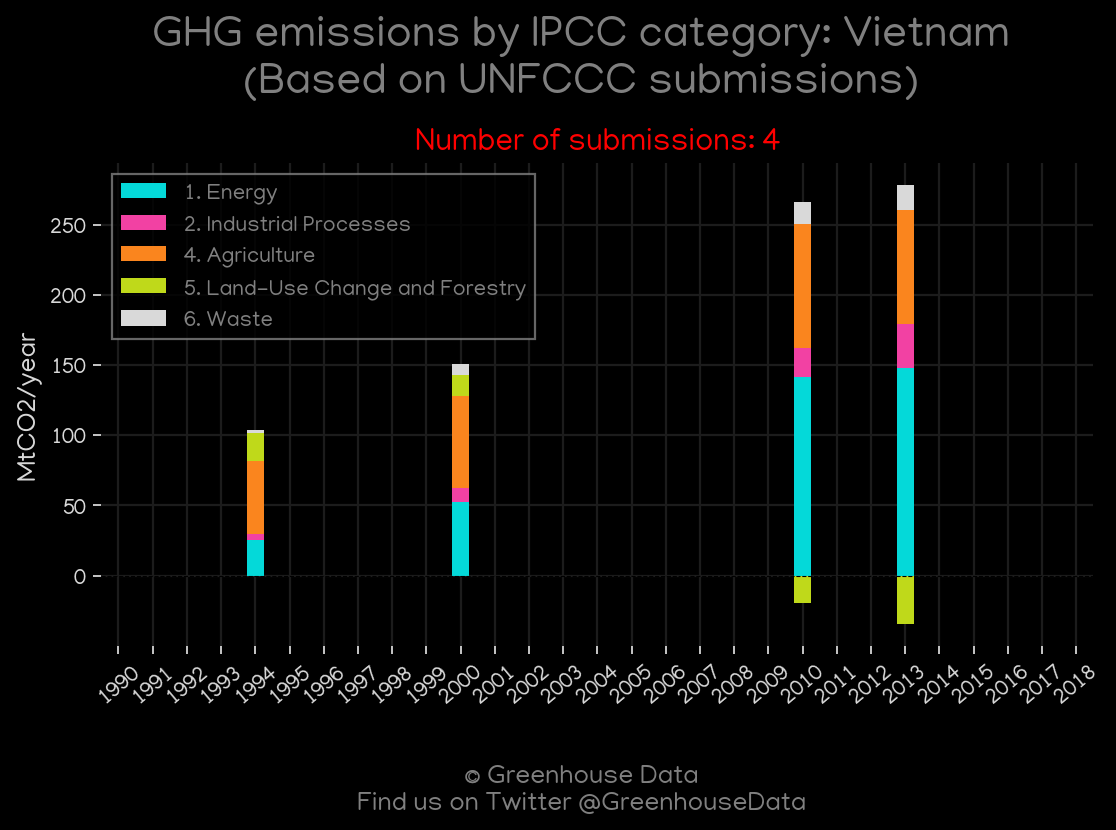 GHG emissions by IPCC category: Vietnam
(Based on UNFCCC submissions)
Number of submissions: 4
1. Energy
2. Industrial Processes
4. Agriculture
5. Land-Use Change and Forestry
6. Waste
MtCO2/year
250
200
150
100
50
0
1990 1991 1992 1993 1994 1995 1996 1997 1998 1999 2000 2001 2002 2003 2004 2005 2006 2007 2008 2009 2010 2011 2012 2013 2014 2015 2016 2017 2018
© Greenhouse Data
Find us on Twitter @GreenhouseData